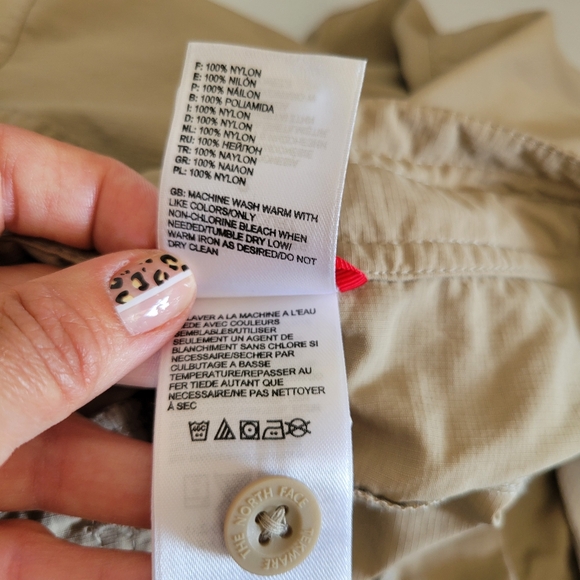 F: 100% NYLON
E: 100% NILÓN
P: 100% NÁILON
B: 100% POLIAMIDA
I: 100% NYLON
D: 100% NYLON
NL: 100% NYLON
RU: 100% НЕЙЛОН
TR: 100% NAYLON
GR: 100% ΝΑΙΛΟΝ
PL: 100% NYLON
GB: MACHINE WASH WARM WITH
LIKE COLORS/ONLY
NON-CHLORINE BLEACH WHEN
NEEDED/TUMBLE DRY LOW/
WARM IRON AS DESIRED/DO NOT
DRY CLEAN
LAVER A LA MACHINE A L'EAU
AVEC COULEURS
SEMBLABLES/UTILISER
SEULEMENT UN AGENT DE
BLANCHIMENT SANS CHLORE SI
NECESSAIRE/SECHER PAR
CULBUTAGE A BASSE
TEMPERATURE/REPASSER AU
FER TIEDE AUTANT QUE
NECESSAIRE/NE PAS NETTOYER
À SEC
THE NORTH FACE
TEKWARE